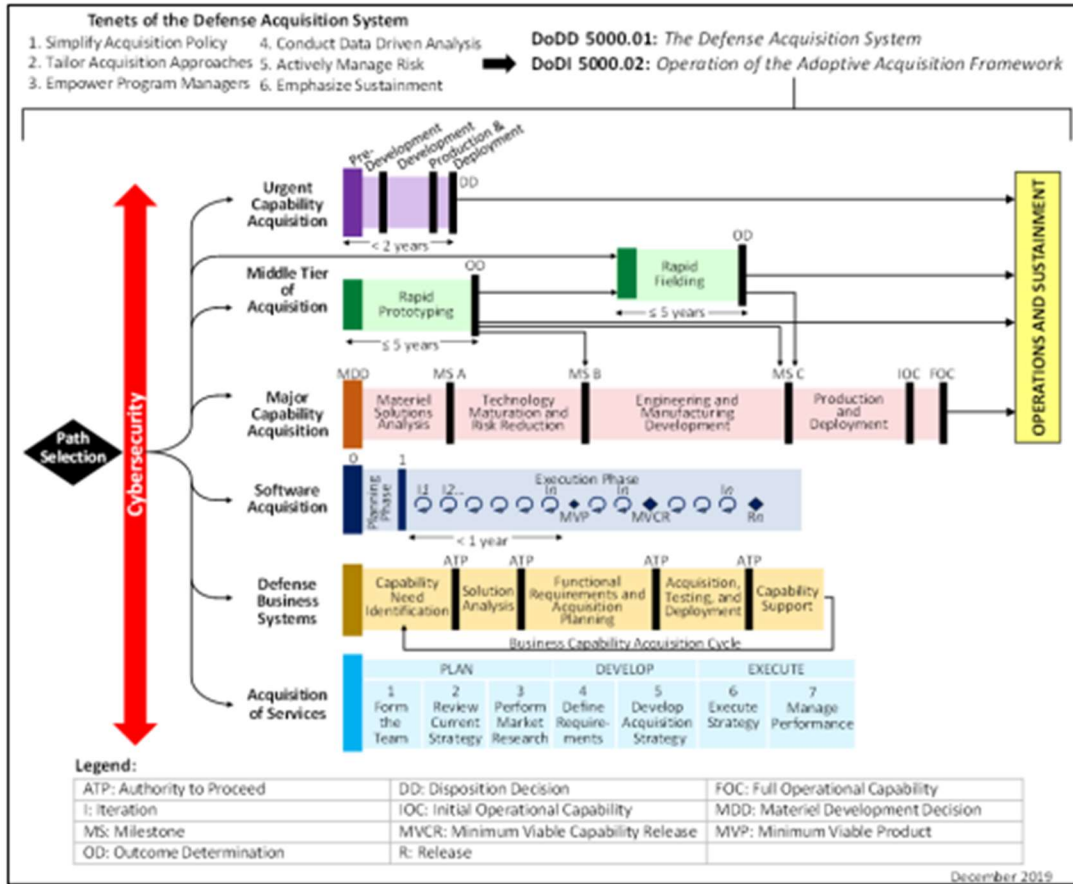 Tenets of the Defense Acquisition System
1. Simplify Acquisition Policy
2. Tailor Acquisition Approaches
3. Empower Program Managers
4. Conduct Data Driven Analysis
5. Actively Manage Risk
6. Emphasize Sustainment
DoDD 5000.01: The Defense Acquisition System
DoDI 5000.02: Operation of the Adaptive Acquisition Framework
Path
Selection
Cybersecurity
OPERATIONS AND SUSTAINMENT
Urgent
Capability
Acquisition
Pre-
Development
Development
Production &
Deployment
DD
< 2 years
Middle Tier
of
Acquisition
Rapid
Prototyping
OD
≤ 5 years
Rapid
Fielding
OD
≤ 5 years
Major
Capability
Acquisition
MDD
Materiel
Solutions
Analysis
MS A
Technology
Maturation and
Risk Reduction
MS B
Engineering and
Manufacturing
Development
MS C
Production
and
Deployment
IOC
FOC
Software
Acquisition
0
Planning
Phase
1
Execution Phase
I1
I2...
In
MVP
In
MVCR
In
Rn
< 1 year
Defense
Business
Systems
Capability
Need
Identification
ATP
Solution
Analysis
ATP
Functional
Requirements and
Acquisition
Planning
ATP
Acquisition,
Testing, and
Deployment
ATP
Capability
Support
Business Capability Acquisition Cycle
Acquisition
of Services
PLAN
DEVELOP
EXECUTE
1
Form
the
Team
2
Review
Current
Strategy
3
Perform
Market
Research
4
Define
Require-
ments
5
Develop
Acquisition
Strategy
6
Execute
Strategy
7
Manage
Performance
Legend:
ATP: Authority to Proceed
DD: Disposition Decision
FOC: Full Operational Capability
I: Iteration
IOC: Initial Operational Capability
MDD: Materiel Development Decision
MS: Milestone
MVCR: Minimum Viable Capability Release
MVP: Minimum Viable Product
OD: Outcome Determination
R: Release
December 2019